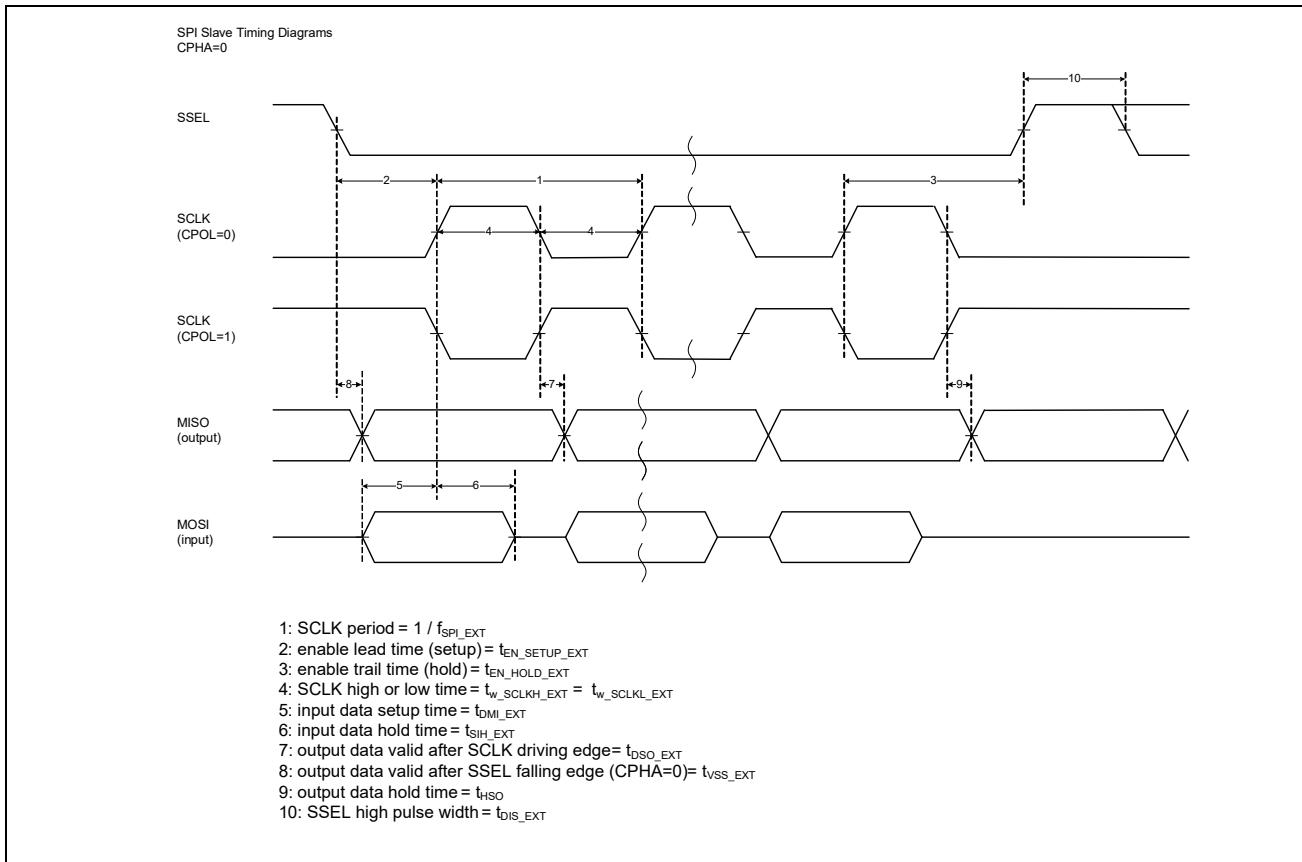 SPI Slave Timing Diagrams
CPHA=0
10
SSEL
2
1
3
SCLK
(CPOL=0)
4
4
SCLK
(CPOL=1)
8
7
9
MISO
(output)
5
6
MOSI
(input)
1: SCLK period = 1 / fSPI_EXT
2: enable lead time (setup) = tEN_SETUP_EXT
3: enable trail time (hold) = tEN_HOLD_EXT
4: SCLK high or low time = tw_SCLKH_EXT = tw_SCLKL_EXT
5: input data setup time = tDMI_EXT
6: input data hold time = tSIH_EXT
7: output data valid after SCLK driving edge= tDSO_EXT
8: output data valid after SSEL falling edge (CPHA=0)= tVSS_EXT
9: output data hold time = tHSO
10: SSEL high pulse width = tDIS_EXT